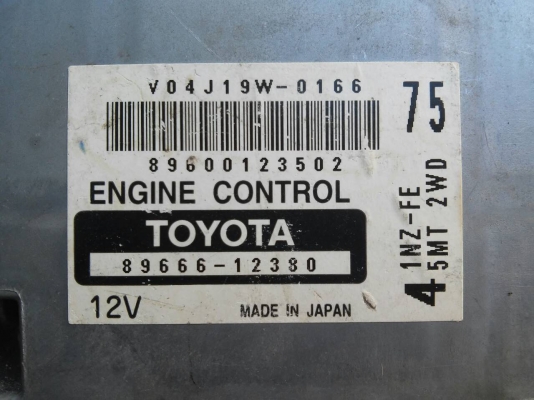 V04J19W-0166
89600123502
ENGINE CONTROL
TOYOTA
89666-12380
12V MADE IN JAPAN
75
1NZ-FE
5MT 2WD
4